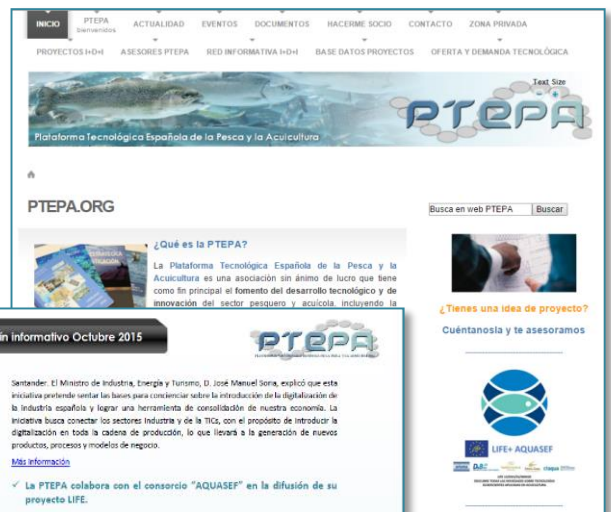 INICIO
PTEPA
bienvenidos
ACTUALIDAD
EVENTOS
DOCUMENTOS
HACERME SOCIO
CONTACTO
ZONA PRIVADA
PROYECTOS I+D+I
ASESORES PTEPA
RED INFORMATIVA I+D+I
BASE DATOS PROYECTOS
OFERTA Y DEMANDA TECNOLÓGICA
Text Size
PTEPA
Plataforma Tecnológica Española de la Pesca y la Acuicultura
PTEPA.ORG
Busca en web PTEPA
Buscar
¿Qué es la PTEPA?
La Plataforma Tecnológica Española de la Pesca y la
Acuicultura es una asociación sin ánimo de lucro que tiene
como fin principal el fomento del desarrollo tecnológico y de
innovación del sector pesquero y acuícola, incluyendo la
¿Tienes una idea de proyecto?
Cuéntanosla y te asesoramos
LIFE+ AQUASEF
ín informativo Octubre 2015
PTEPA
Santander. El Ministro de Industria, Energía y Turismo, D. José Manuel Soria, explicó que esta
iniciativa pretende sentar las bases para concienciar sobre la introducción de la digitalización de
la industria española y lograr una herramienta de consolidación de nuestra economía. La
iniciativa busca conectar los sectores Industria y de la TICs, con el propósito de introducir la
digitalización en toda la cadena de producción, lo que llevará a la generación de nuevos
productos, procesos y modelos de negocio.
Más Información
✓ La PTEPA colabora con el consorcio "AQUASEF" en la difusión de su
proyecto LIFE.